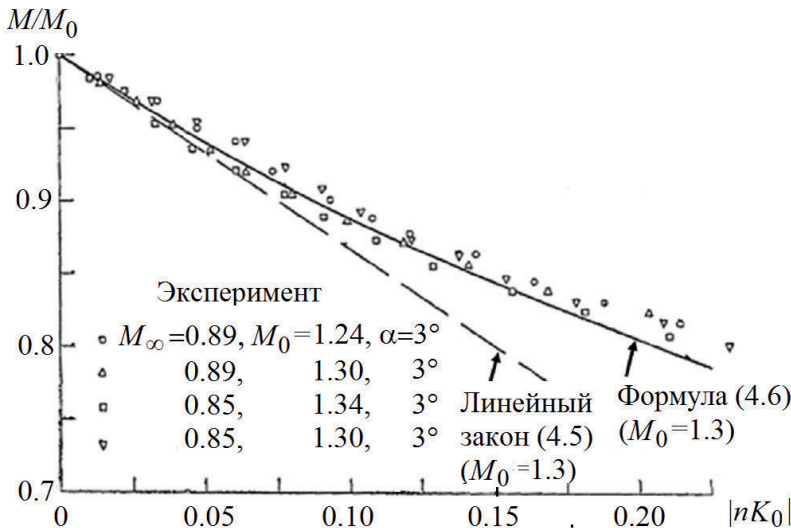 M/M₀
1.0
0.9
0.8
0.7
Эксперимент
M∞=0.89, M₀=1.24, α=3°
0.89, 1.30, 3°
0.85, 1.34, 3°
0.85, 1.30, 3°
Линейный
закон (4.5)
(M₀=1.3)
Формула (4.6)
(M₀=1.3)
0 0.05 0.10 0.15 0.20 |nK₀|